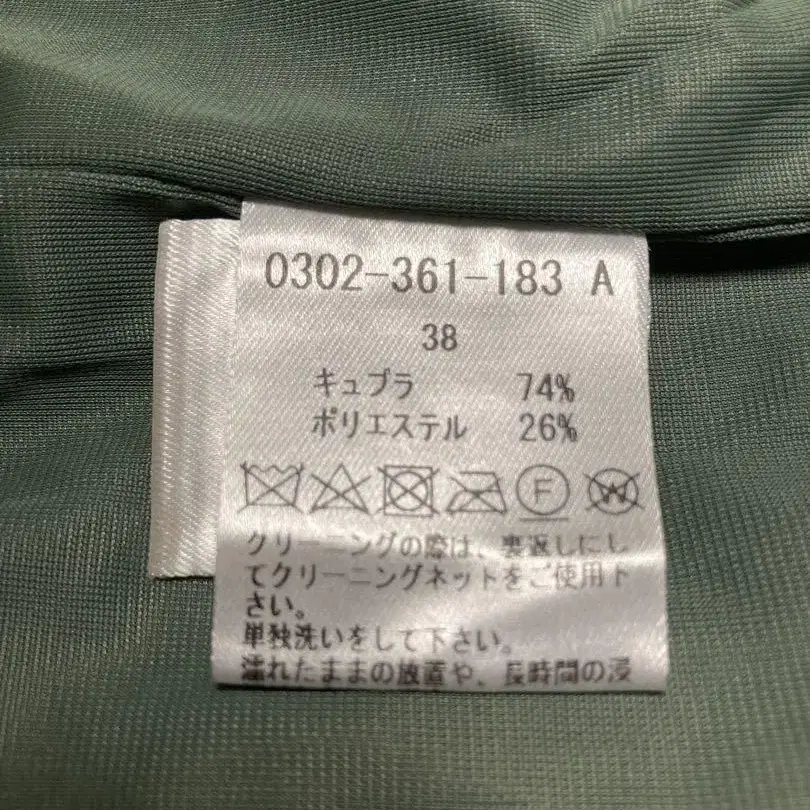 0302-361-183 A
38
キュプラ 74%
ポリエステル 26%
F W
クリーニングの際は、裏返しにし
てクリーニングネットをご使用下
さい。
単独洗いをして下さい。
濡れたままの放置や、長時間の浸